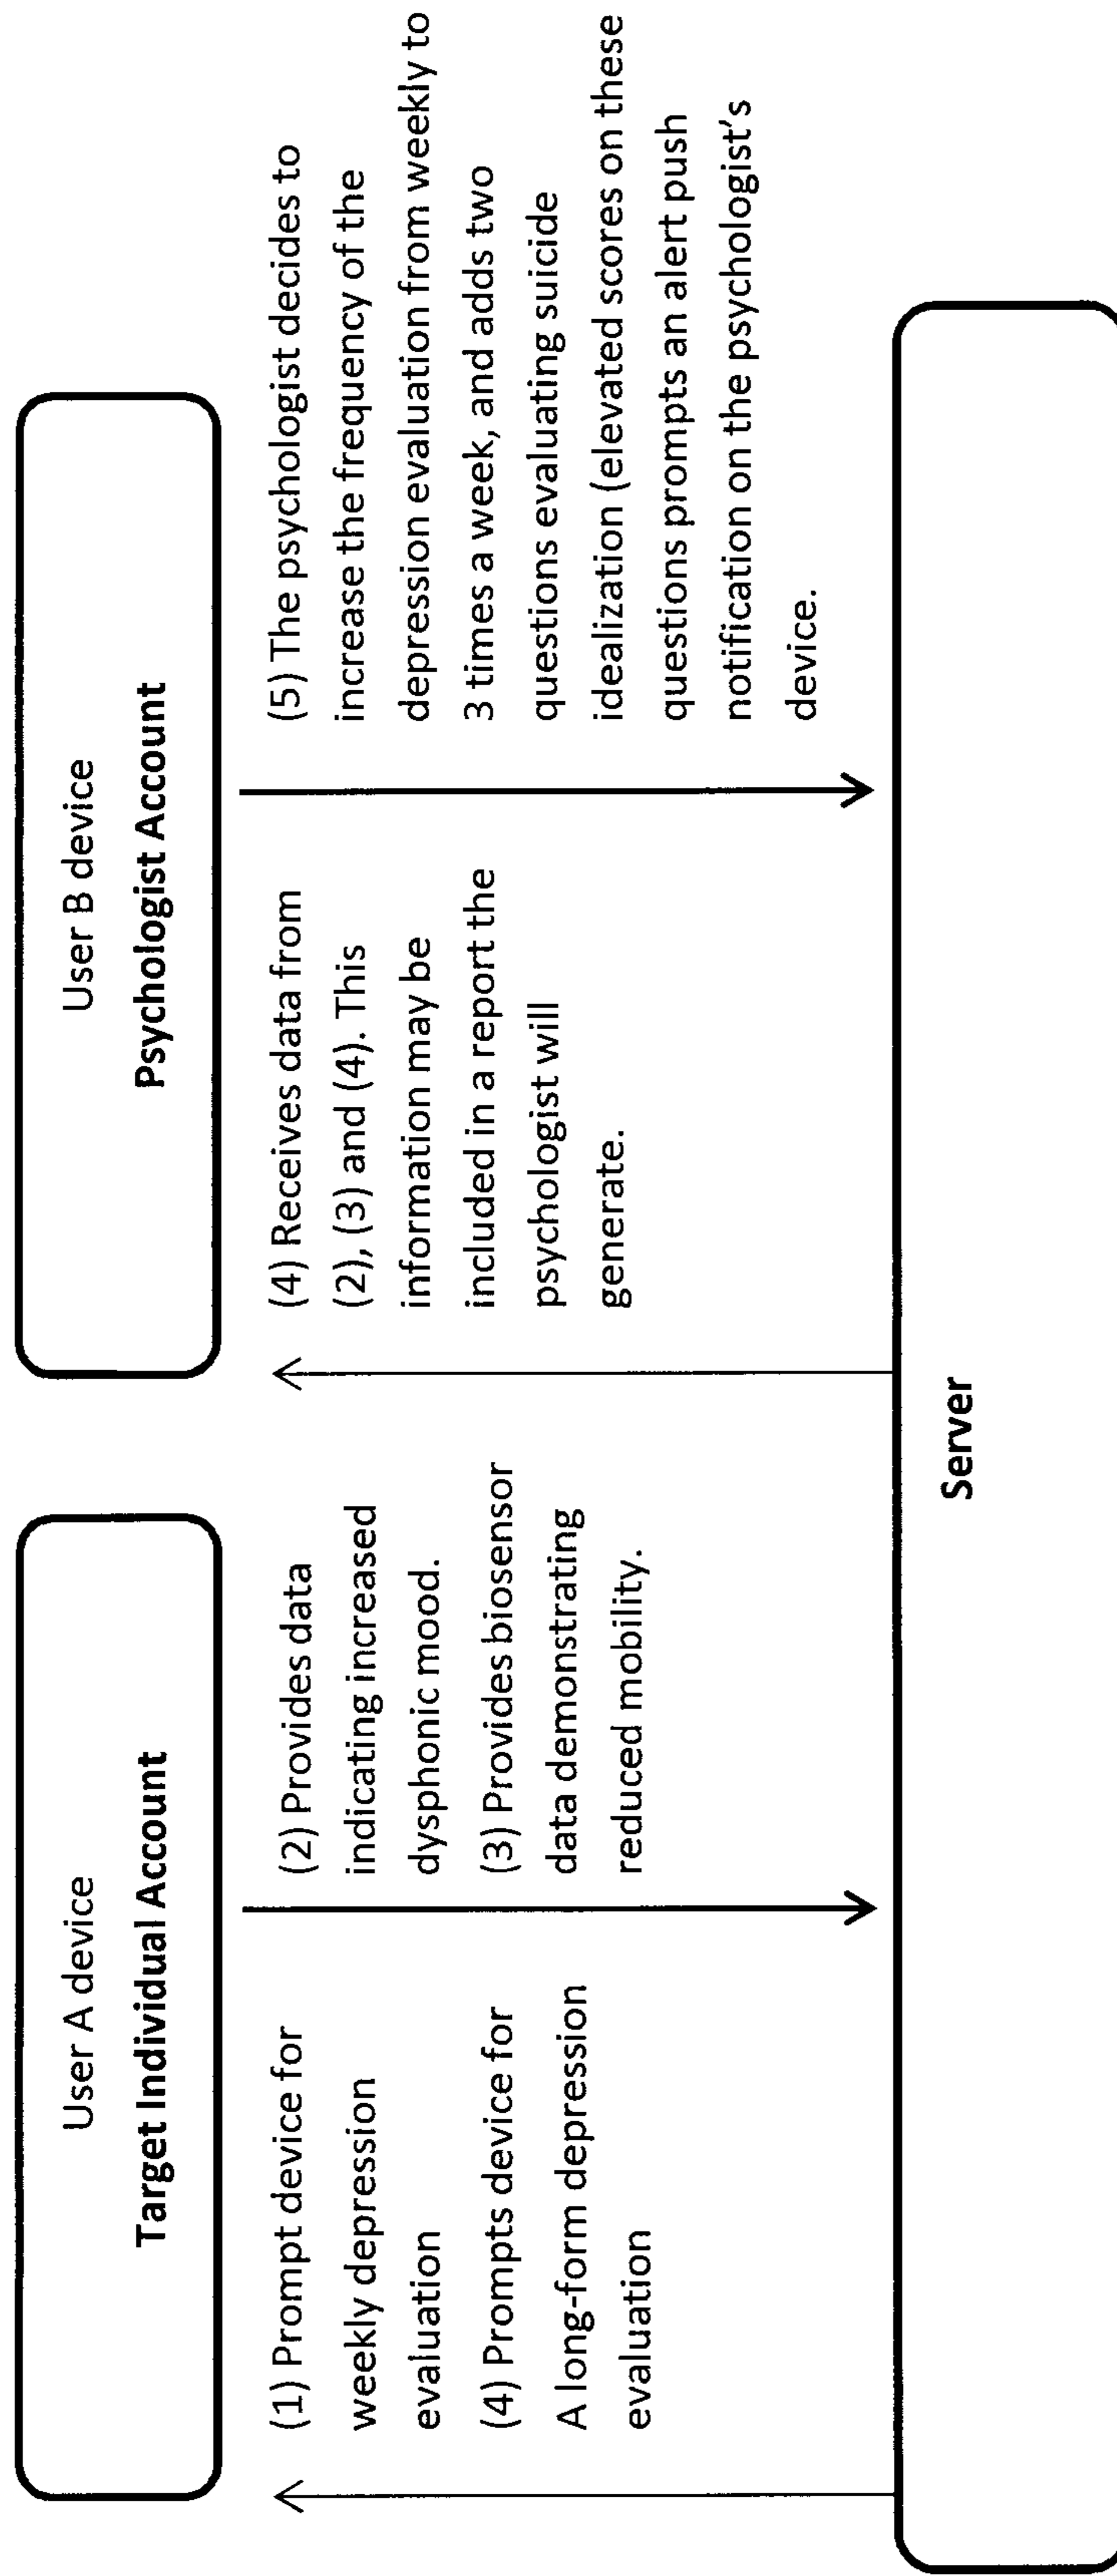 User A device
Target Individual Account
(1) Prompt device for
weekly depression
evaluation
(4) Prompts device for
A long-form depression
evaluation
(2) Provides data
indicating increased
dysphonic mood.
(3) Provides biosensor
data demonstrating
reduced mobility.
User B device
Psychologist Account
(4) Receives data from
(2), (3) and (4). This
information may be
included in a report the
psychologist will
generate.
(5) The psychologist decides to
increase the frequency of the
depression evaluation from weekly to
3 times a week, and adds two
questions evaluating suicide
idealization (elevated scores on these
questions prompts an alert push
notification on the psychologist's
device.
Server